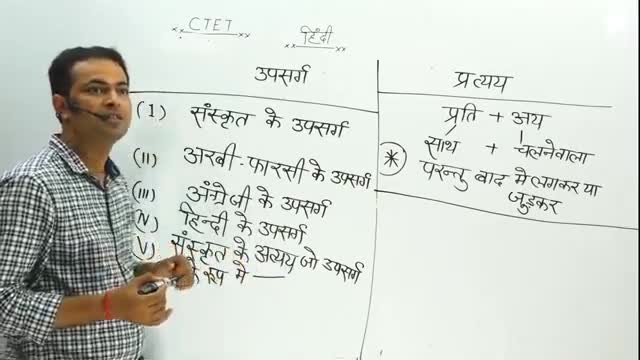 CTET
हिंदी
उपसर्ग
(I) संस्कृत के उपसर्ग
(II) अरबी-फारसी के उपसर्ग
(III) अंग्रेजी के उपसर्ग
IV) हिन्दी के उपसर्ग
V) संस्कृत के अव्यय जो उपसर्ग
के रूप मे —
प्रत्यय
प्रति + अय
साथ + चलनेवाला
* परन्तु बाद मे लगकर या
जुड़कर